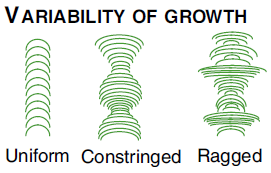 VARIABILITY OF GROWTH
Uniform Constringed Ragged